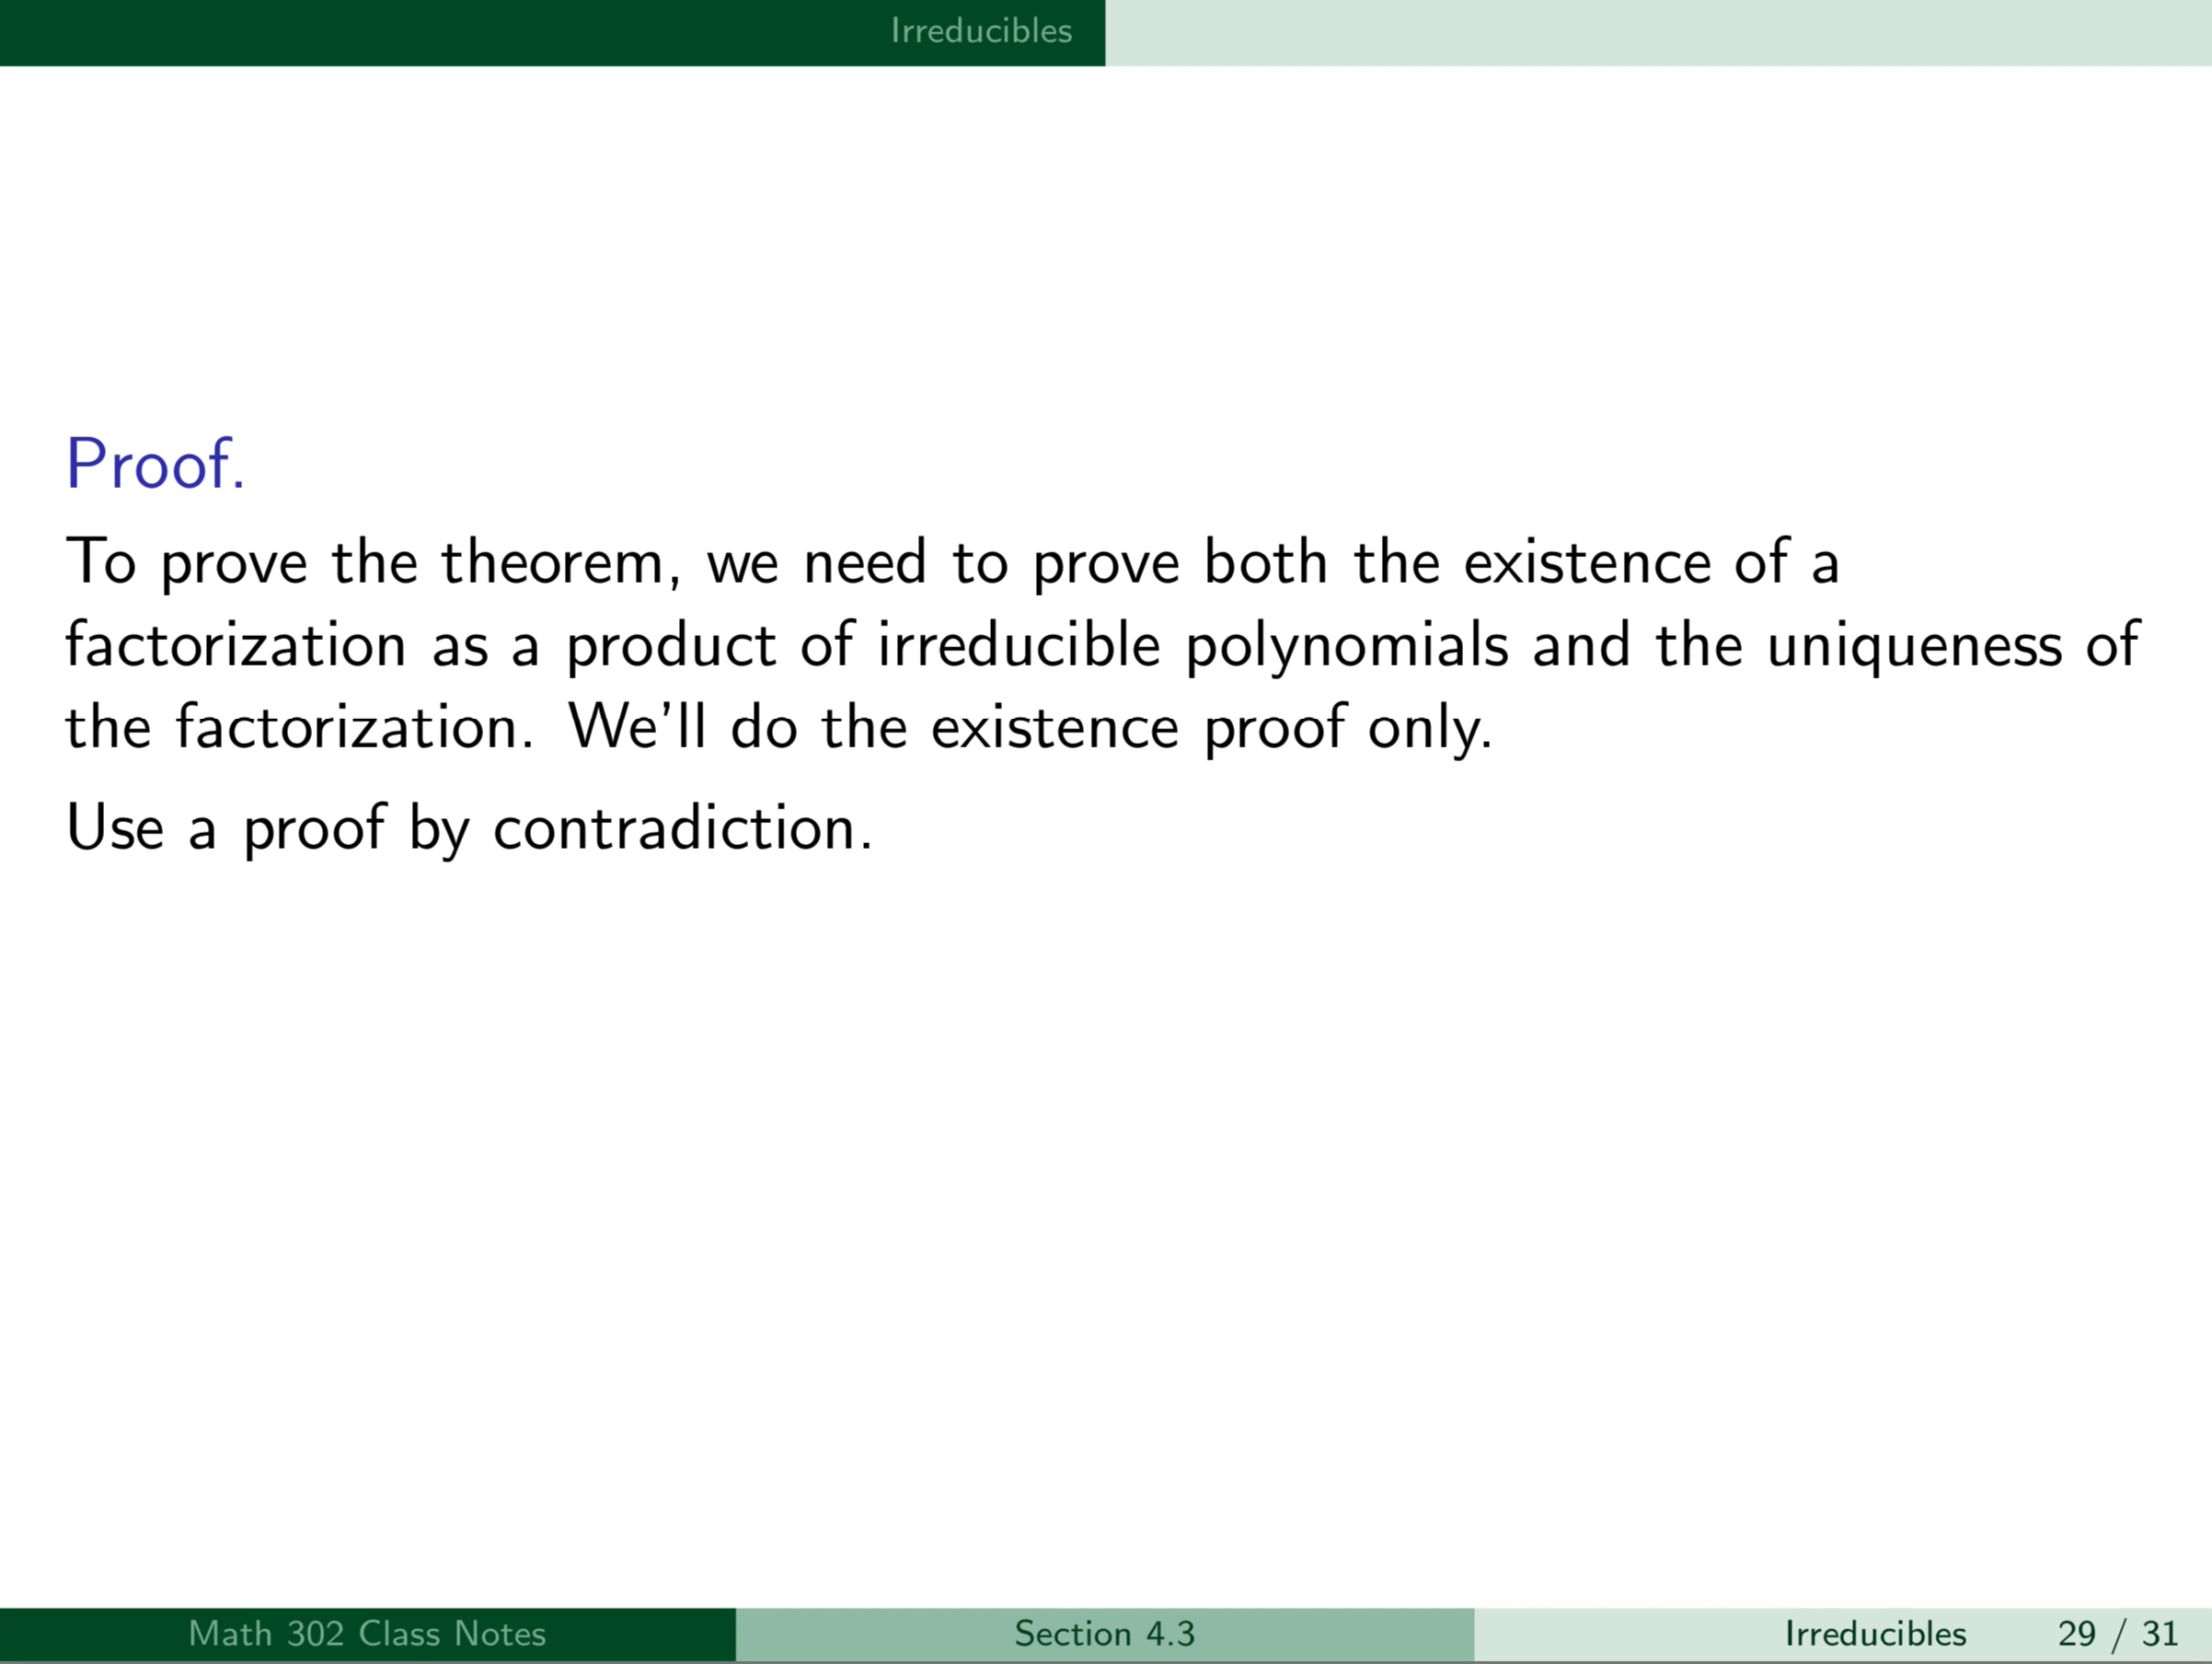 Irreducibles
Proof.
To prove the theorem, we need to prove both the existence of a
factorization as a product of irreducible polynomials and the uniqueness of
the factorization. We'll do the existence proof only.
Use a proof by contradiction.
Math 302 Class Notes
Section 4.3
Irreducibles
29 / 31